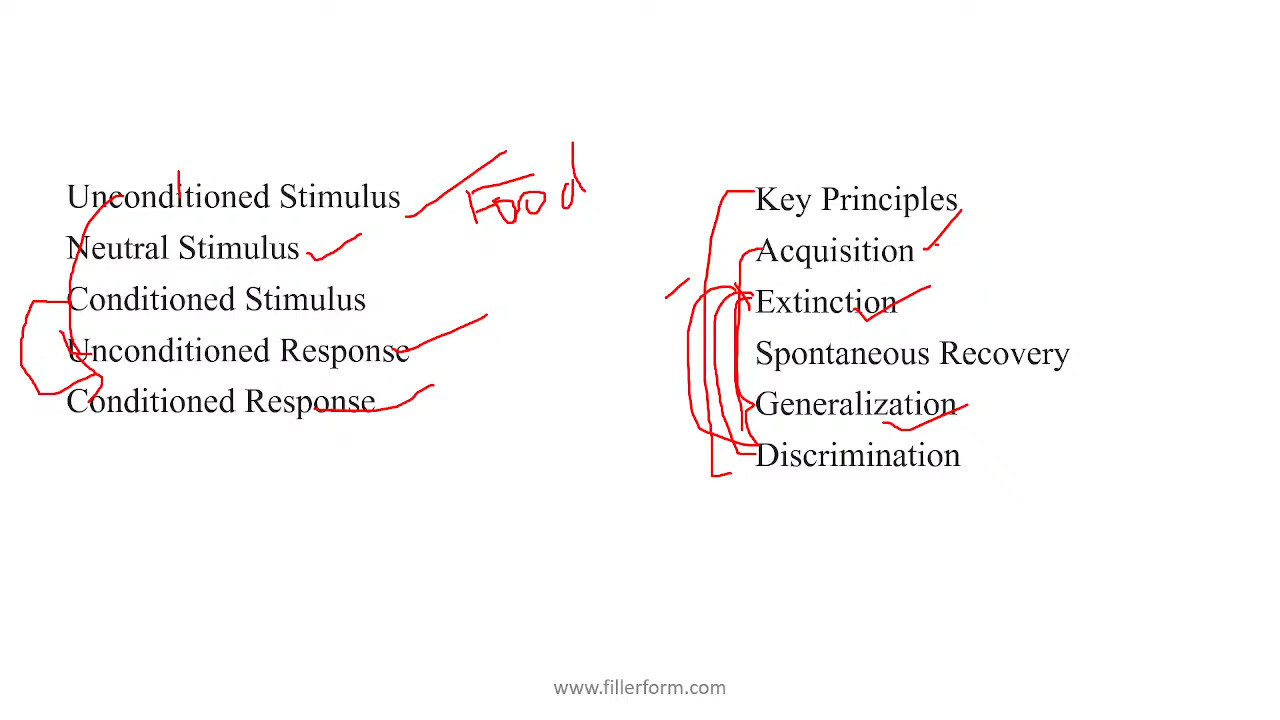 Unconditioned Stimulus
Food
Neutral Stimulus
Conditioned Stimulus
Unconditioned Response
Conditioned Response
Key Principles
Acquisition
Extinction
Spontaneous Recovery
Generalization
Discrimination
www.fillerform.com